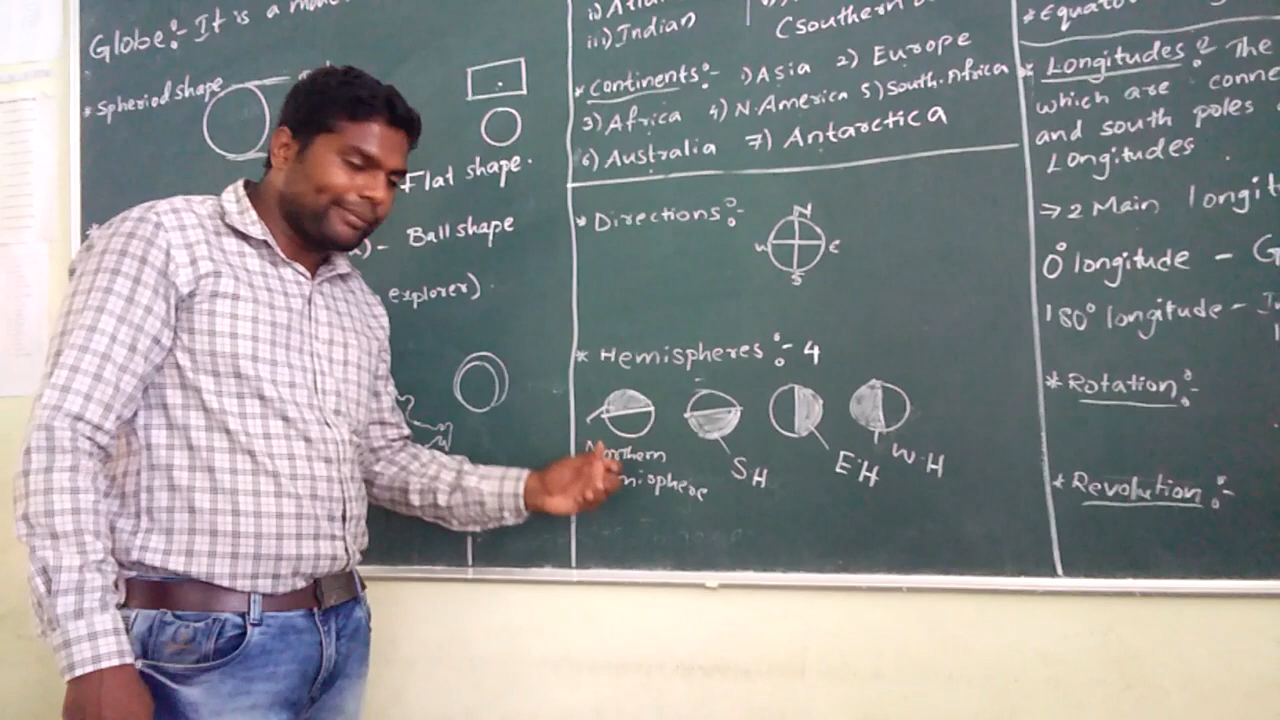 Globe:- It is a
* Spheriod shape
Flat shape.
- Ball shape
explorer).
Indian
(Southern
* Continents:- 1) Asia 2) Europe
3) Africa 4) N.America 5) South.Africa
6) Australia 7) Antarctica
* Directions:-
N
W E
S
* Hemispheres:- 4
Northern
SH
E.H
W.H
* Equato
* Longitudes: The
which are conne
and south poles
Longitudes
→ 2 Main longit
0° longitude - G
180° longitude -
* Rotation:-
* Revolution:-